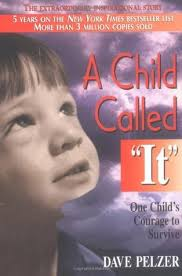 THE EXTRAORDINARY INSPIRATIONAL STORY
5 YEARS ON THE NEW YORK TIMES BESTSELLER LIST
MORE THAN 3 MILLION COPIES SOLD
A Child
Called
"It"
One Child's
Courage to
Survive
DAVE PELZER